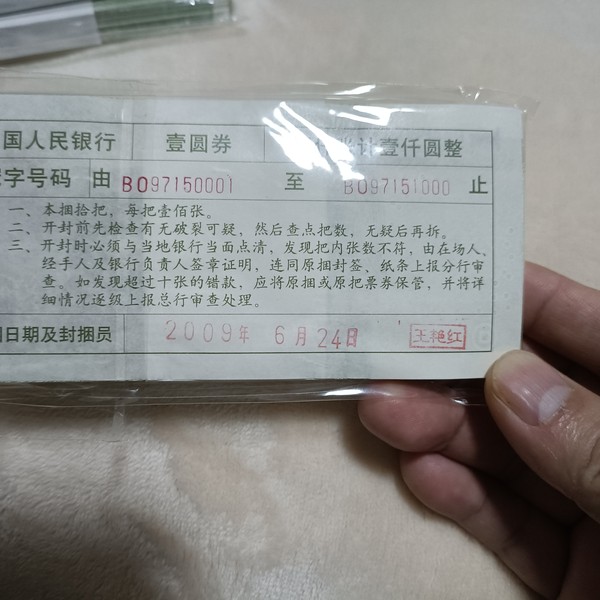 国人民银行 壹圆券 计壹仟圆整
字号码 由 B097150001 至 B097151000 止
一、本捆拾把，每把壹佰张。
二、开封前先检查有无破裂可疑，然后查点把数，无疑后再拆。
三、开封时必须与当地银行当面点清，发现把内张数不符，由在场人、
经手人及银行负责人签章证明，连同原捆封签、纸条上报分行审
查。如发现超过十张的错款，应将原捆或原把票券保管，并将详
细情况逐级上报总行审查处理。
日期及封捆员 2009年 6月24日 王艳红